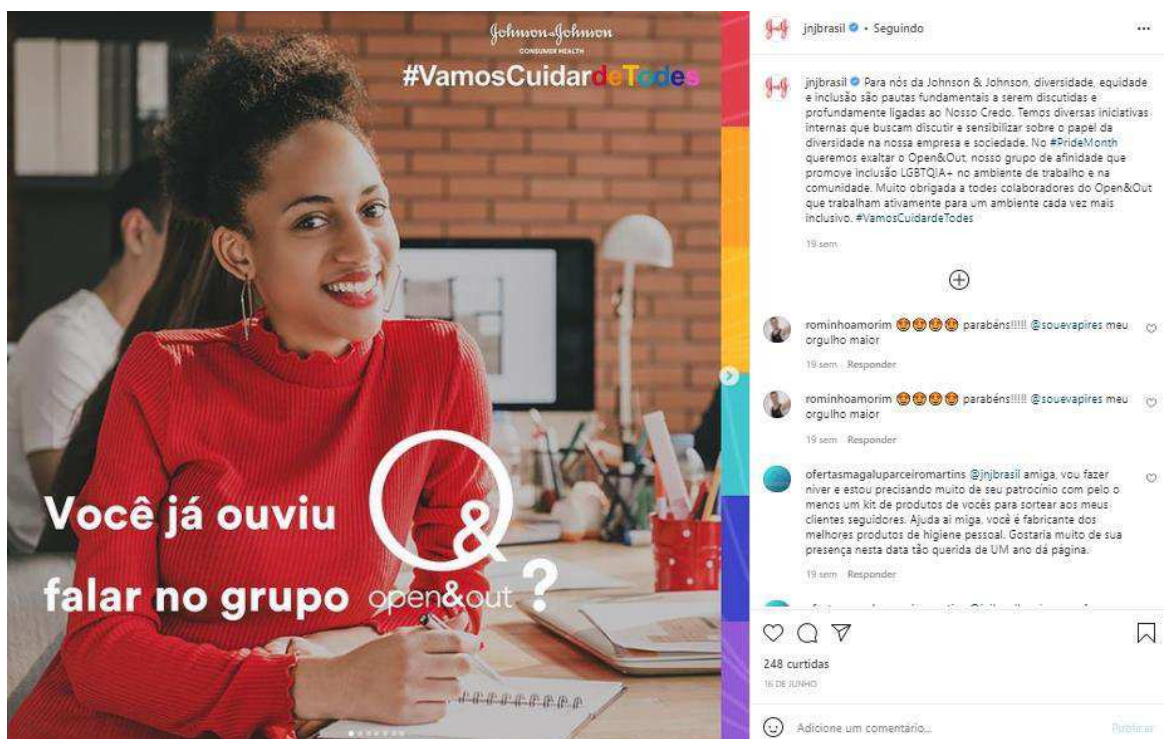 Johnson & Johnson
CONSUMER HEALTH
#VamosCuidardeTodes
Você já ouviu
falar no grupo open&out ?
&
jnjbrasil • Seguindo
jnjbrasil Para nós da Johnson & Johnson, diversidade, equidade
e inclusão são pautas fundamentais a serem discutidas e
profundamente ligadas ao Nosso Credo. Temos diversas iniciativas
internas que buscam discutir e sensibilizar sobre o papel da
diversidade na nossa empresa e sociedade. No #PrideMonth
queremos exaltar o Open&Out, nosso grupo de afinidade que
promove inclusão LGBTQIA+ no ambiente de trabalho e na
comunidade. Muito obrigada a todes colaboradores do Open&Out
que trabalham ativamente para um ambiente cada vez mais
inclusivo. #VamosCuidardeTodes
19 sem
rominhoamorim parabéns!!!!! @souevapires meu
orgulho maior
19 sem Responder
rominhoamorim parabéns!!!!! @souevapires meu
orgulho maior
19 sem Responder
ofertasmagaluparceiromartins @jnjbrasil amiga, vou fazer
niver e estou precisando muito de seu patrocínio com pelo o
menos um kit de produtos de vocês para sortear aos meus
clientes seguidores. Ajuda ai miga, você é fabricante dos
melhores produtos de higiene pessoal. Gostaria muito de sua
presença nesta data tão querida de UM ano dá página.
19 sem Responder
248 curtidas
16 DE JUNHO
Adicione um comentário...
Publicar